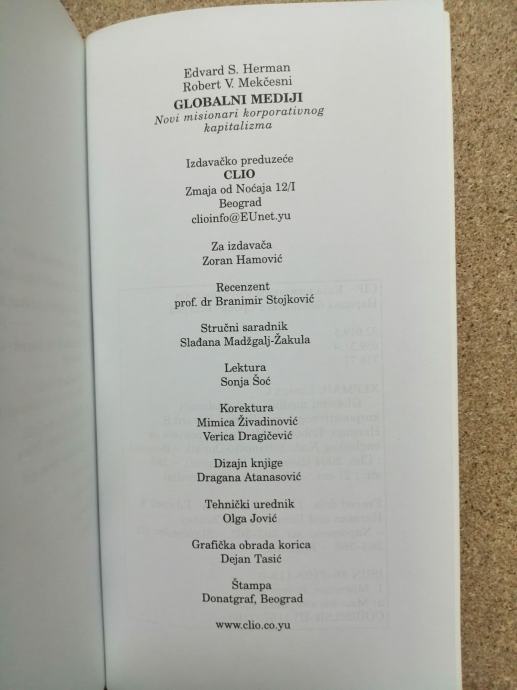 Edvard S. Herman
Robert V. Mekčesni
GLOBALNI MEDIJI
Novi misionari korporativnog
kapitalizma
Izdavačko preduzeće
CLIO
Zmaja od Noćaja 12/I
Beograd
clioinfo@EUnet.yu
Za izdavača
Zoran Hamović
Recenzent
prof. dr Branimir Stojković
Stručni saradnik
Slađana Madžgalj-Žakula
Lektura
Sonja Šoć
Korektura
Mimica Živadinović
Verica Dragičević
Dizajn knjige
Dragana Atanasović
Tehnički urednik
Olga Jović
Grafička obrada korica
Dejan Tasić
Štampa
Donatgraf, Beograd
www.clio.co.yu